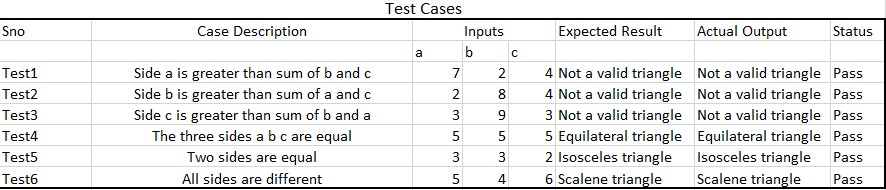 Test Cases
Sno Case Description Inputs Expected Result Actual Output Status
a b c
Test1 Side a is greater than sum of b and c 7 2 4 Not a valid triangle Not a valid triangle Pass
Test2 Side b is greater than sum of a and c 2 8 4 Not a valid triangle Not a valid triangle Pass
Test3 Side c is greater than sum of b and a 3 9 3 Not a valid triangle Not a valid triangle Pass
Test4 The three sides a b c are equal 5 5 5 Equilateral triangle Equilateral triangle Pass
Test5 Two sides are equal 3 3 2 Isosceles triangle Isosceles triangle Pass
Test6 All sides are different 5 4 6 Scalene triangle Scalene triangle Pass